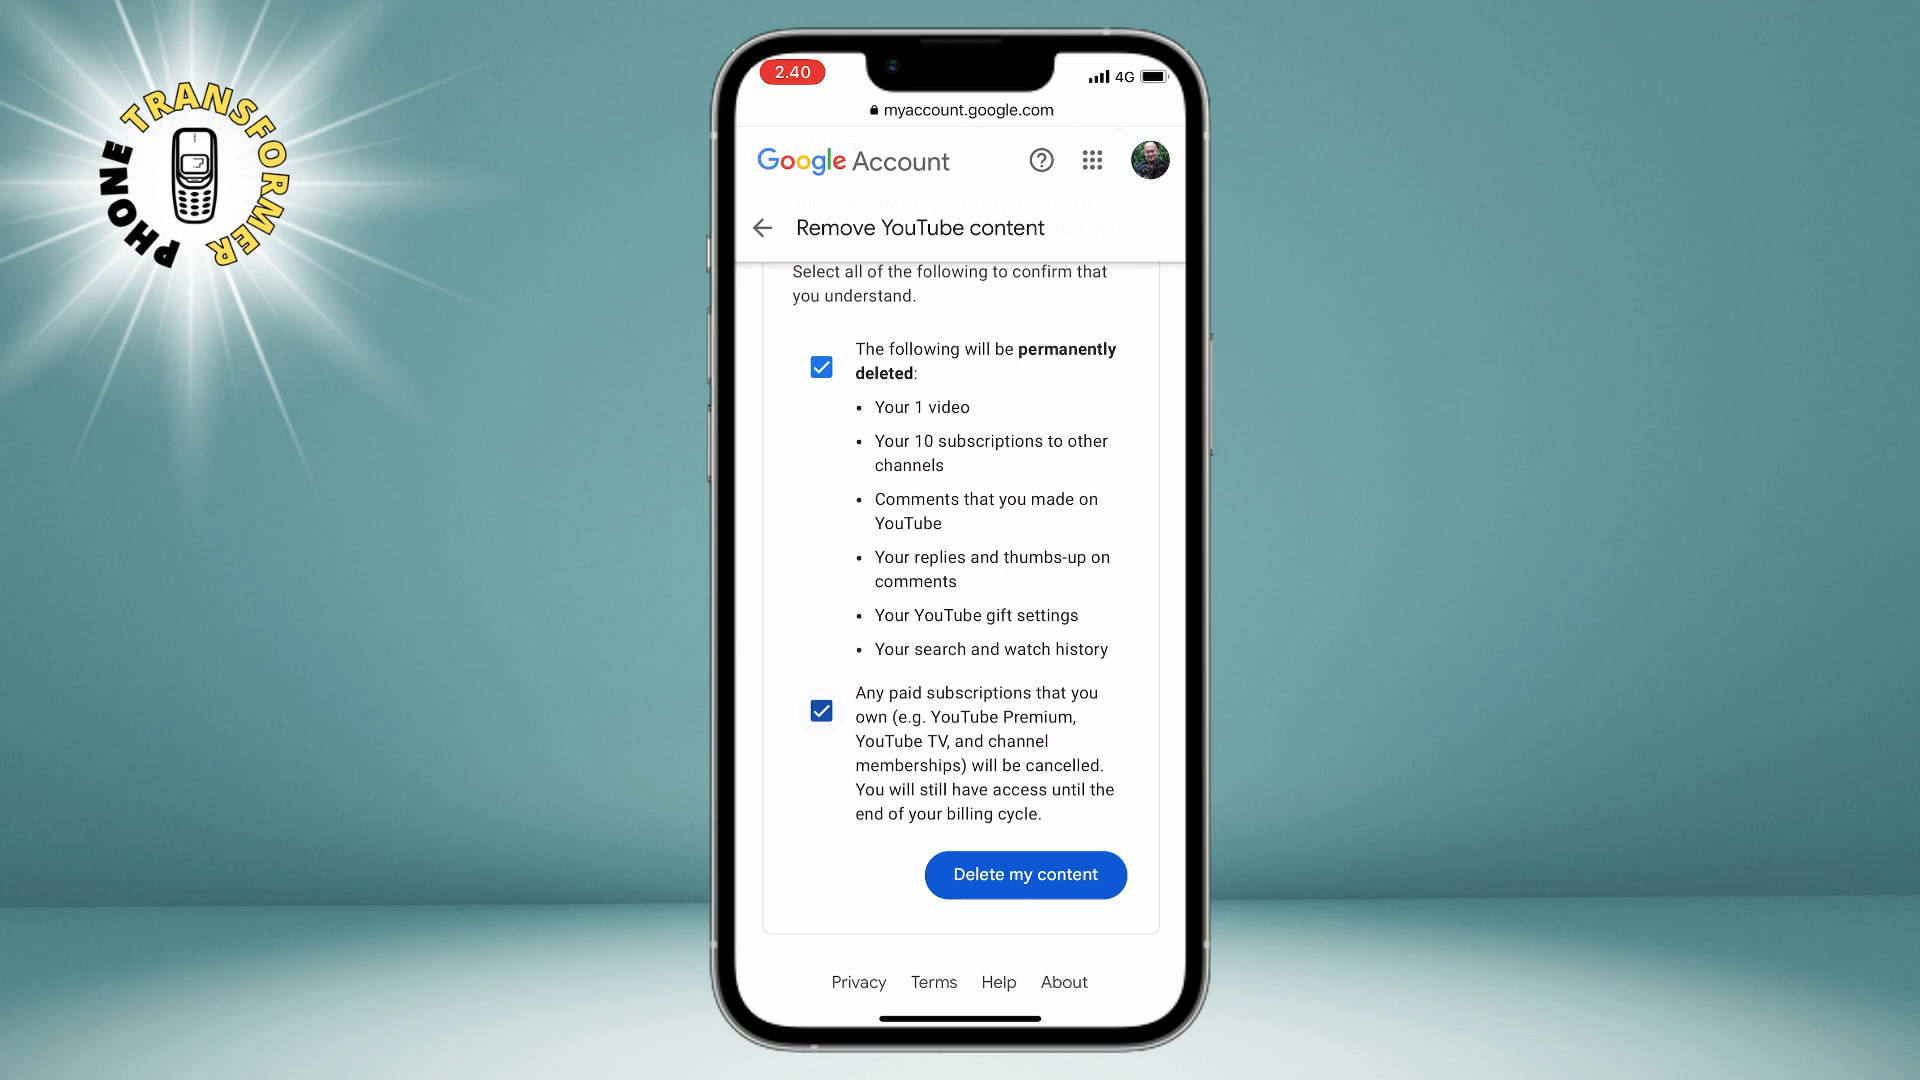 PHONE TRANSFORMER
2.40
4G
myaccount.google.com
Google Account
Remove YouTube content
Select all of the following to confirm that
you understand.
The following will be permanently
deleted:
• Your 1 video
• Your 10 subscriptions to other
channels
• Comments that you made on
YouTube
• Your replies and thumbs-up on
comments
• Your YouTube gift settings
• Your search and watch history
Any paid subscriptions that you
own (e.g. YouTube Premium,
YouTube TV, and channel
memberships) will be cancelled.
You will still have access until the
end of your billing cycle.
Delete my content
Privacy Terms Help About